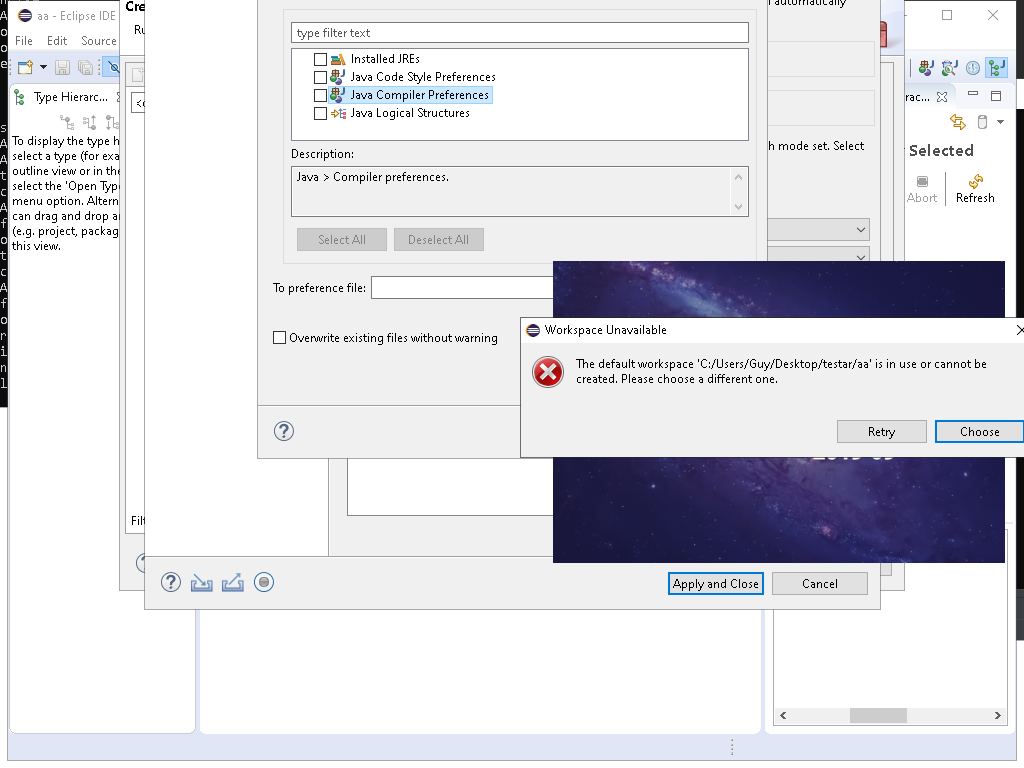 Cre
aa - Eclipse IDE
l automatically
Ru
File Edit Source
type filter text
Installed JREs
Java Code Style Preferences
Java Compiler Preferences
Java Logical Structures
Type Hierarc...
rac...
To display the type h
select a type (for exa
outline view or in the
select the 'Open Type
menu option. Altern
can drag and drop an
(e.g. project, packag
this view.
h mode set. Select
Selected
Description:
Java > Compiler preferences.
Abort
Refresh
Select All
Deselect All
To preference file:
Overwrite existing files without warning
Workspace Unavailable
The default workspace 'C:/Users/Guy/Desktop/testar/aa' is in use or cannot be
created. Please choose a different one.
Retry
Choose
Filt
Apply and Close
Cancel